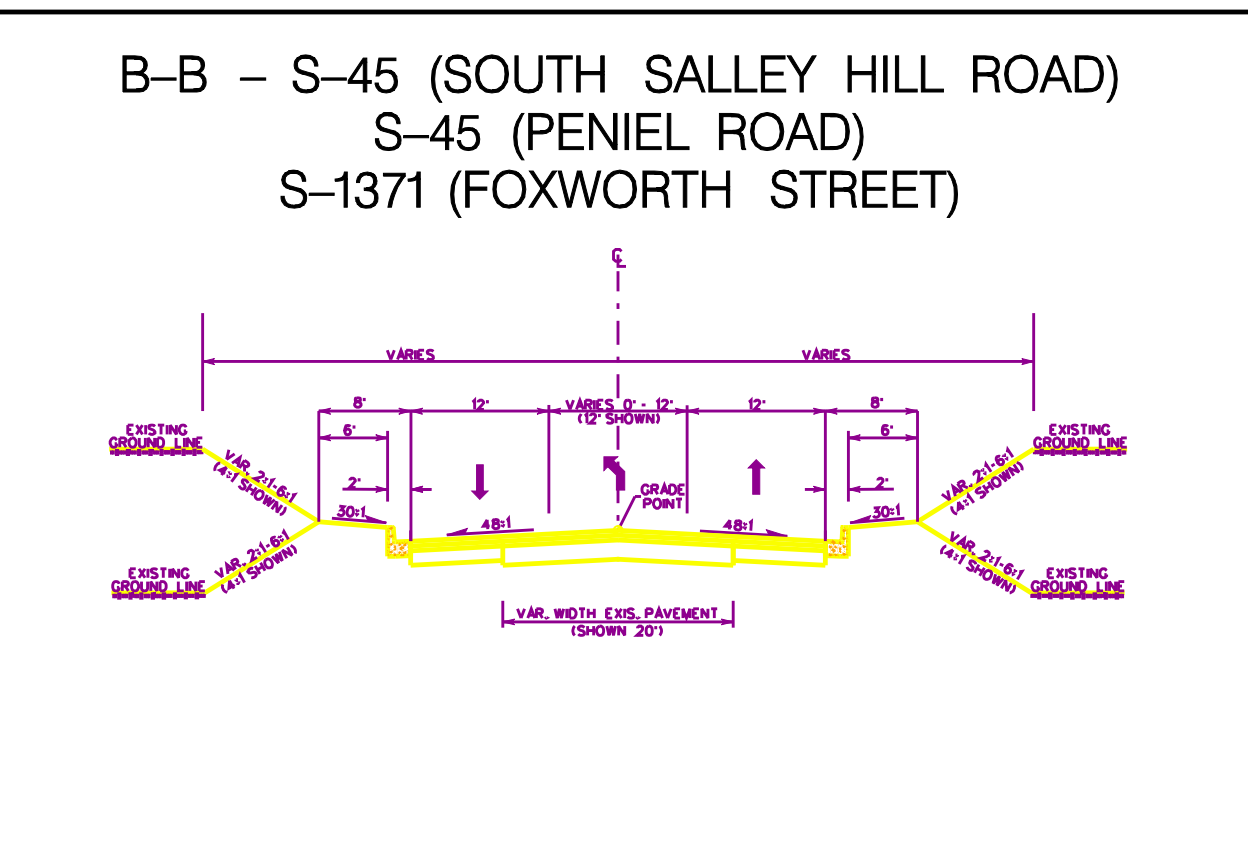 B–B – S–45 (SOUTH SALLEY HILL ROAD)
S–45 (PENIEL ROAD)
S–1371 (FOXWORTH STREET)
℄
VARIES VARIES
8' 12' VARIES 0' - 12' 12' 8'
(12' SHOWN)
6' 6'
EXISTING
GROUND LINE
EXISTING
GROUND LINE
VAR. 2:1-6:1
(4:1 SHOWN)
VAR. 2:1-6:1
(4:1 SHOWN)
2' 2'
GRADE
POINT
30:1 48:1 48:1 30:1
VAR. 2:1-6:1
(4:1 SHOWN)
VAR. 2:1-6:1
(4:1 SHOWN)
EXISTING
GROUND LINE
EXISTING
GROUND LINE
VAR. WIDTH EXIS. PAVEMENT
(SHOWN 20')